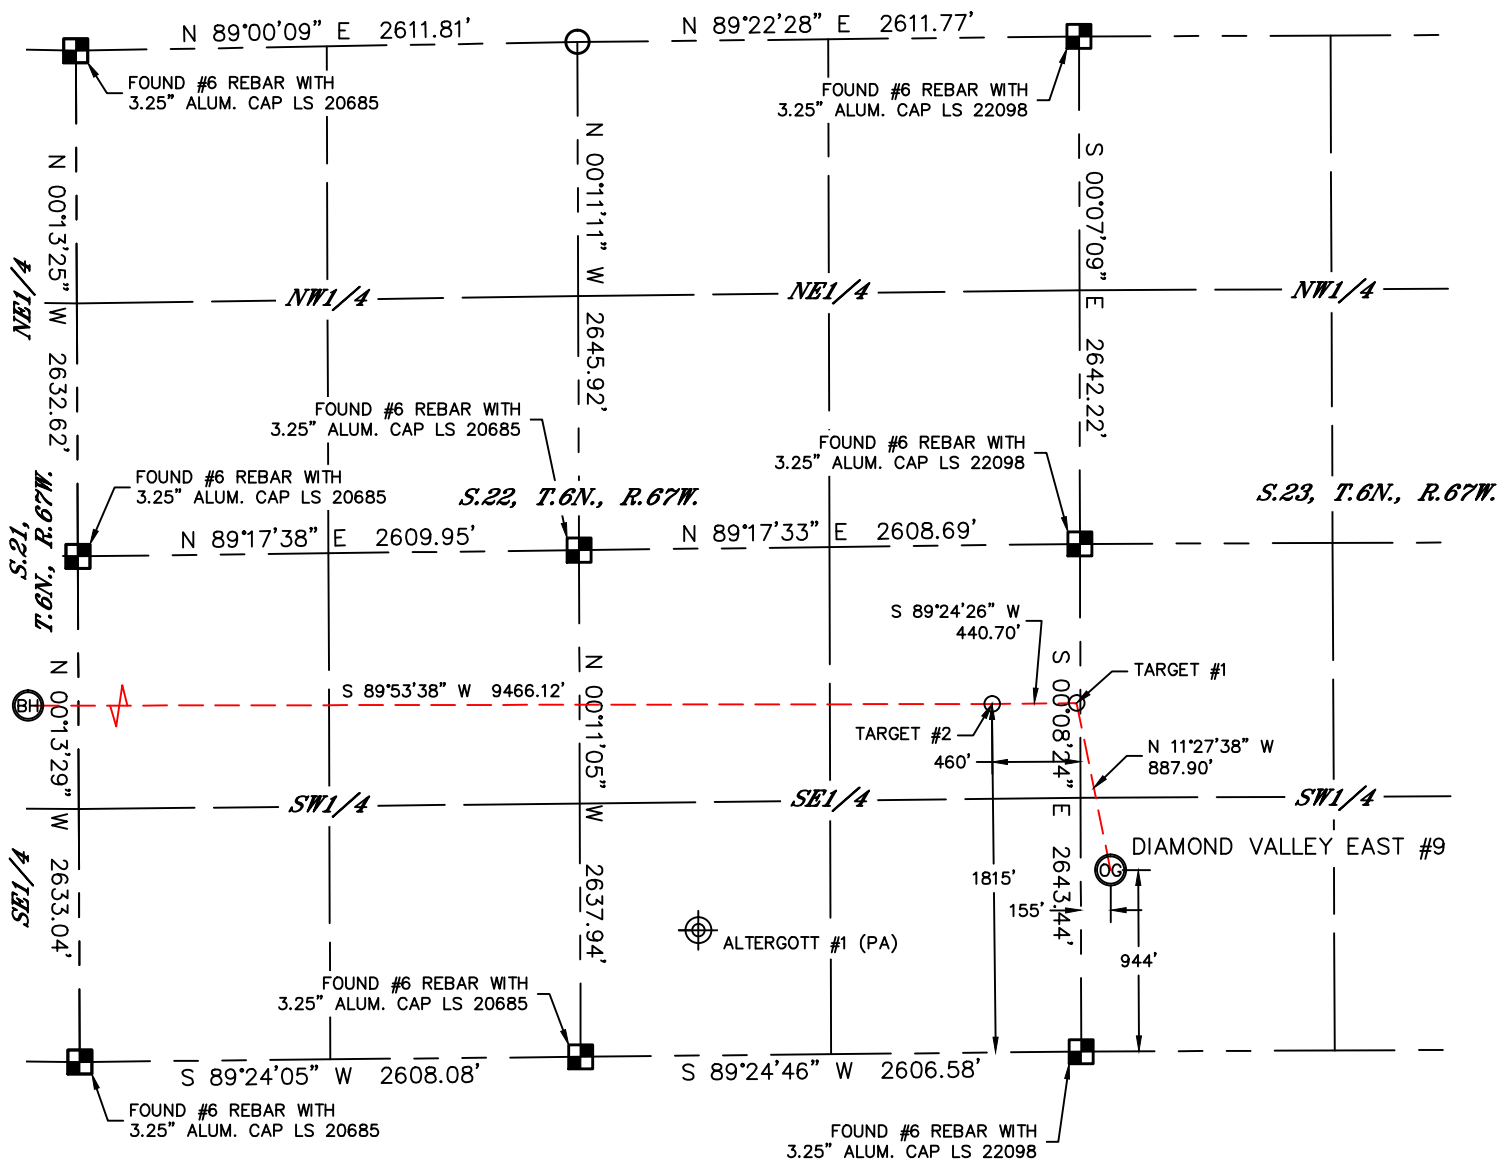 N 89°00'09" E 2611.81'
N 89°22'28" E 2611.77'
FOUND #6 REBAR WITH
3.25" ALUM. CAP LS 20685
FOUND #6 REBAR WITH
3.25" ALUM. CAP LS 22098
N 00°13'25" W 2632.62'
N 00°11'11" W 2645.92'
S 00°07'09" E 2642.22'
NE1/4
NW1/4
NE1/4
NW1/4
FOUND #6 REBAR WITH
3.25" ALUM. CAP LS 20685
FOUND #6 REBAR WITH
3.25" ALUM. CAP LS 22098
FOUND #6 REBAR WITH
3.25" ALUM. CAP LS 20685
S.21,
T.6N., R.67W.
S.22, T.6N., R.67W.
S.23, T.6N., R.67W.
N 89°17'38" E 2609.95'
N 89°17'33" E 2608.69'
S 89°24'26" W
440.70'
TARGET #1
BH
S 89°53'38" W 9466.12'
TARGET #2
460'
N 11°27'38" W
887.90'
N 00°13'29" W 2633.04'
N 00°11'05" W 2637.94'
S 00°08'24" E 2643.44'
SE1/4
SW1/4
SE1/4
SW1/4
DIAMOND VALLEY EAST #9
OG
1815'
155'
944'
ALTERGOTT #1 (PA)
FOUND #6 REBAR WITH
3.25" ALUM. CAP LS 20685
S 89°24'05" W 2608.08'
S 89°24'46" W 2606.58'
FOUND #6 REBAR WITH
3.25" ALUM. CAP LS 20685
FOUND #6 REBAR WITH
3.25" ALUM. CAP LS 22098